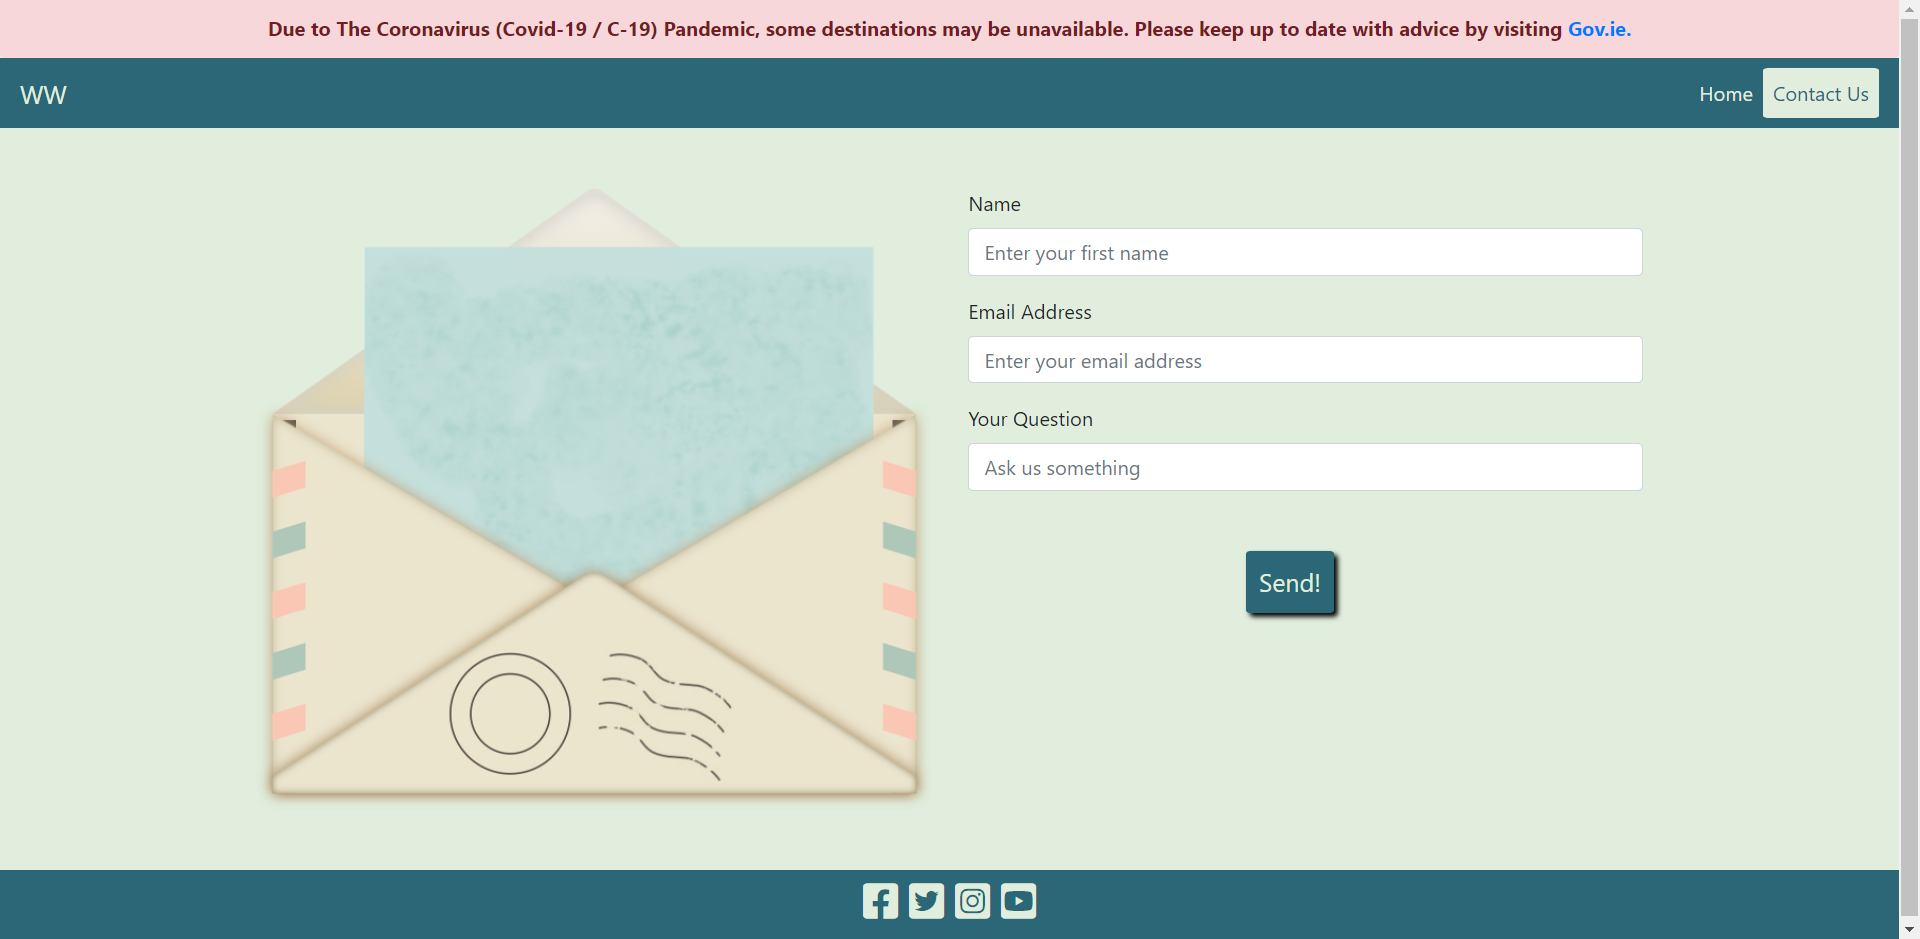 Due to The Coronavirus (Covid-19 / C-19) Pandemic, some destinations may be unavailable. Please keep up to date with advice by visiting Gov.ie.
WW
Home
Contact Us
Name
Enter your first name
Email Address
Enter your email address
Your Question
Ask us something
Send!